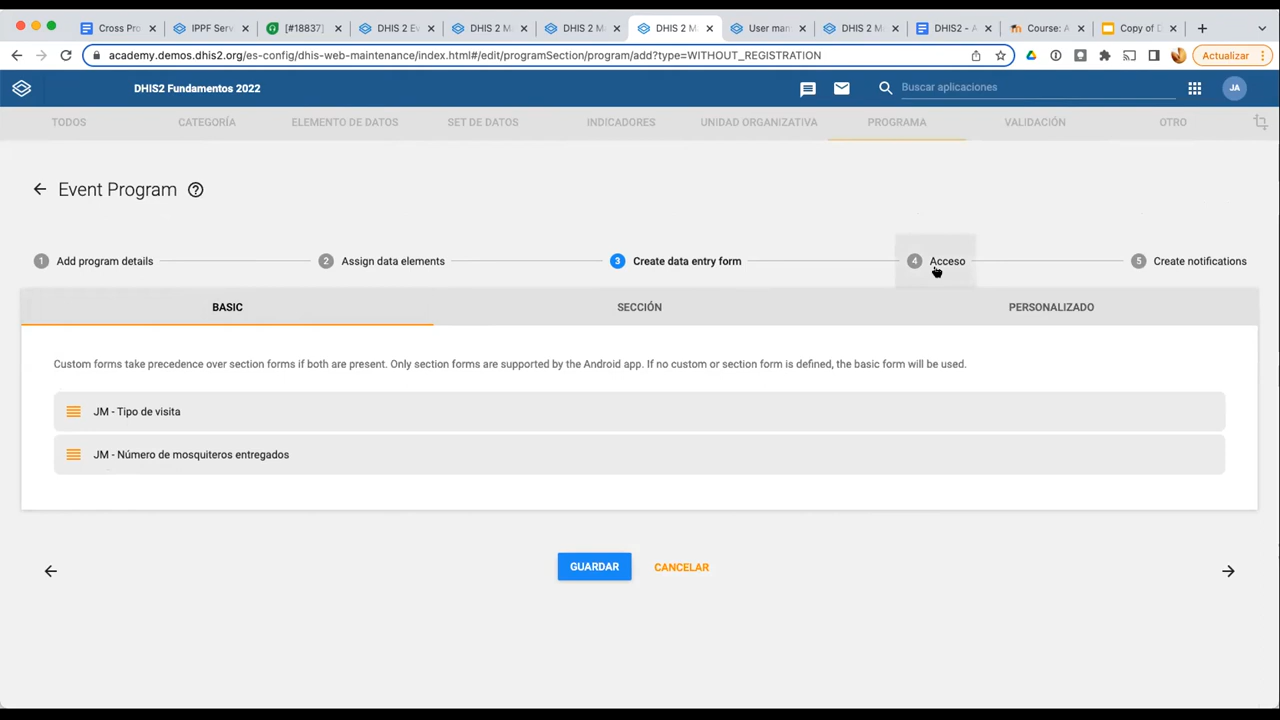 Cross Pro
IPPF Serv
[#18837]
DHIS 2 Ev
DHIS 2 Ma
DHIS 2 Ma
DHIS 2 M
User man
DHIS 2 Ma
DHIS2 - A
Course: A
Copy of D
academy.demos.dhis2.org/es-config/dhis-web-maintenance/index.html#/edit/programSection/program/add?type=WITHOUT_REGISTRATION
Actualizar
DHIS2 Fundamentos 2022
Buscar aplicaciones
JA
TODOS
CATEGORÍA
ELEMENTO DE DATOS
SET DE DATOS
INDICADORES
UNIDAD ORGANIZATIVA
PROGRAMA
VALIDACIÓN
OTRO
Event Program
1 Add program details
2 Assign data elements
3 Create data entry form
4 Acceso
5 Create notifications
BASIC
SECCIÓN
PERSONALIZADO
Custom forms take precedence over section forms if both are present. Only section forms are supported by the Android app. If no custom or section form is defined, the basic form will be used.
JM - Tipo de visita
JM - Número de mosquiteros entregados
GUARDAR
CANCELAR